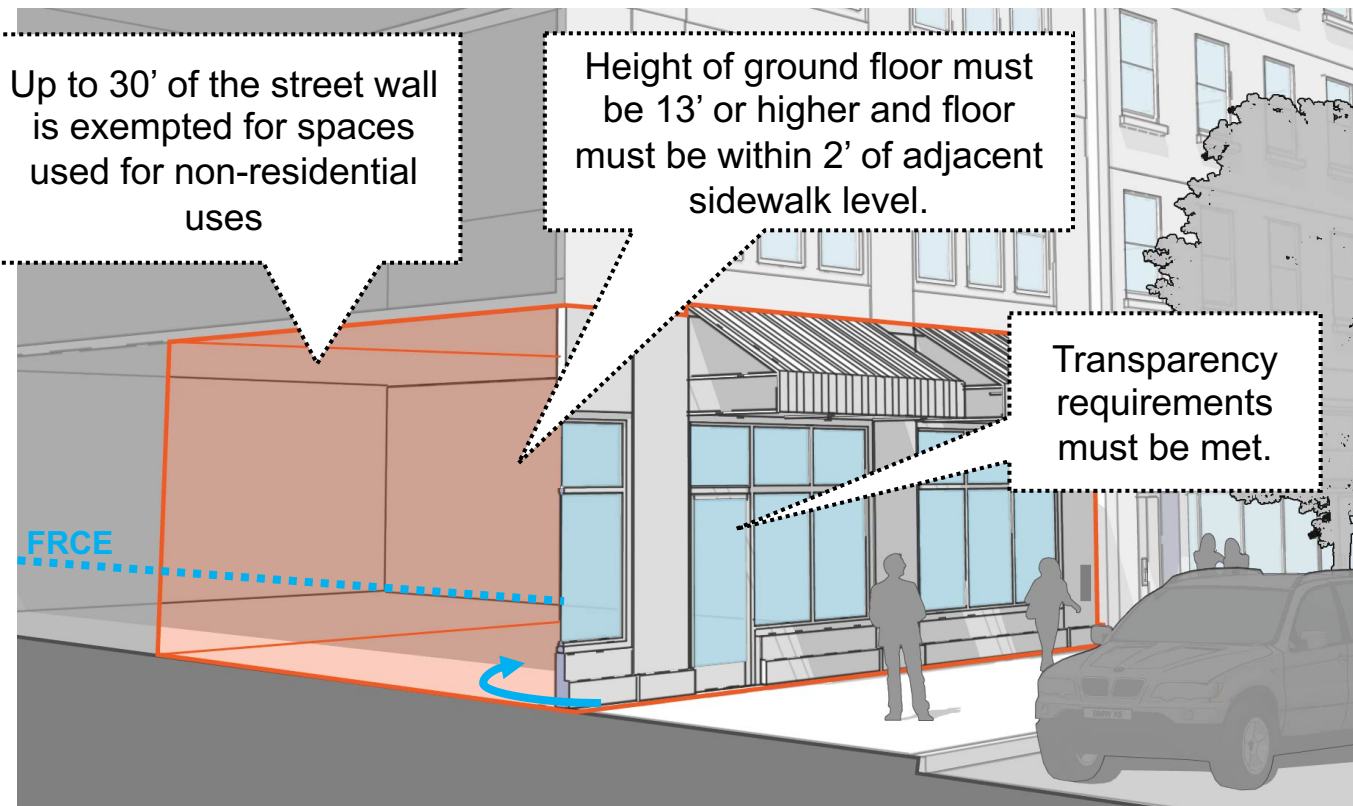 Up to 30’ of the street wall
is exempted for spaces
used for non-residential
uses
Height of ground floor must
be 13’ or higher and floor
must be within 2’ of adjacent
sidewalk level.
Transparency
requirements
must be met.
FRCE